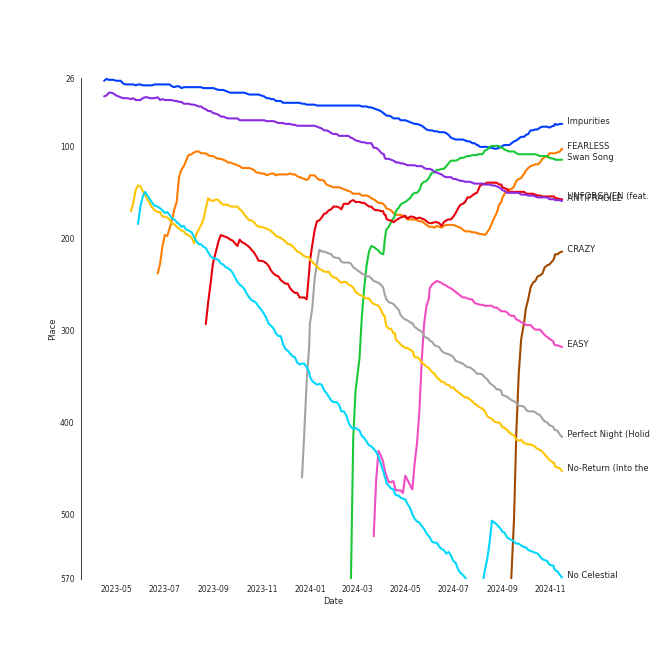 26
100
200
300
400
500
570
Place
2023-05
2023-07
2023-09
2023-11
2024-01
2024-03
2024-05
2024-07
2024-09
2024-11
Date
Impurities
FEARLESS
Swan Song
UNFORGIVEN (feat.
ANTIFRAGILE
CRAZY
EASY
Perfect Night (Holid
No-Return (Into the
No Celestial